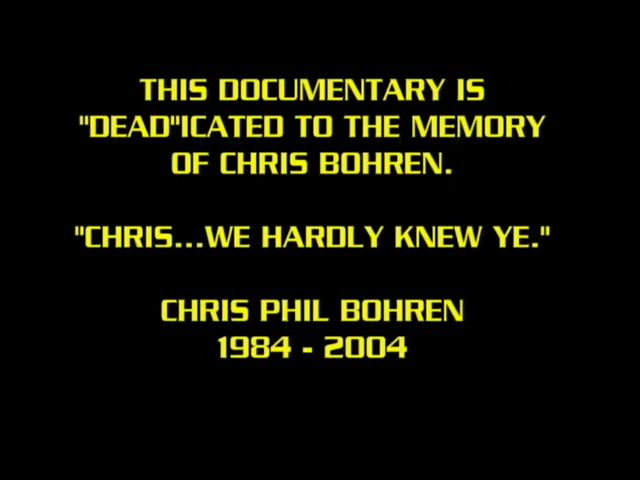 THIS DOCUMENTARY IS
"DEAD"ICATED TO THE MEMORY
OF CHRIS BOHREN.
"CHRIS...WE HARDLY KNEW YE."
CHRIS PHIL BOHREN
1984 - 2004